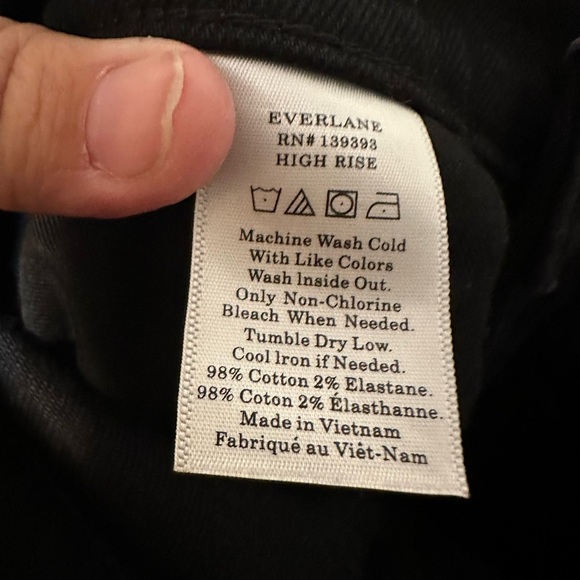 EVERLANE
RN# 139393
HIGH RISE
Machine Wash Cold
With Like Colors
Wash Inside Out.
Only Non-Chlorine
Bleach When Needed.
Tumble Dry Low.
Cool Iron if Needed.
98% Cotton 2% Elastane.
98% Coton 2% Élasthanne.
Made in Vietnam
Fabriqué au Viêt-Nam